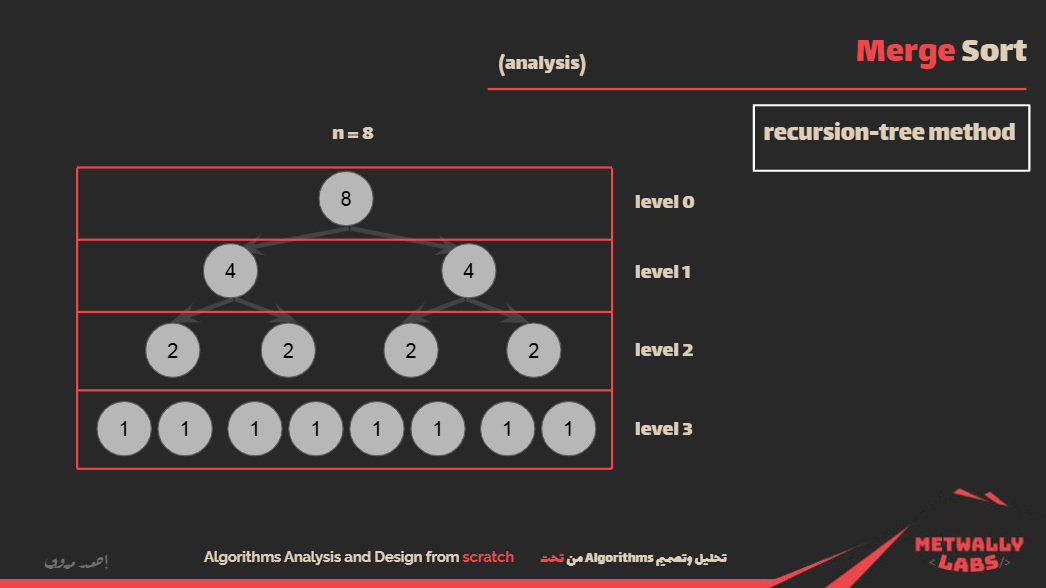 Merge Sort
(analysis)
recursion-tree method
n = 8
8
level 0
4 4
level 1
2 2 2 2
level 2
1 1 1 1 1 1 1 1
level 3
Algorithms Analysis and Design from scratch
تحليل وتصميم Algorithms من تحت
METWALLY
<LABS/>